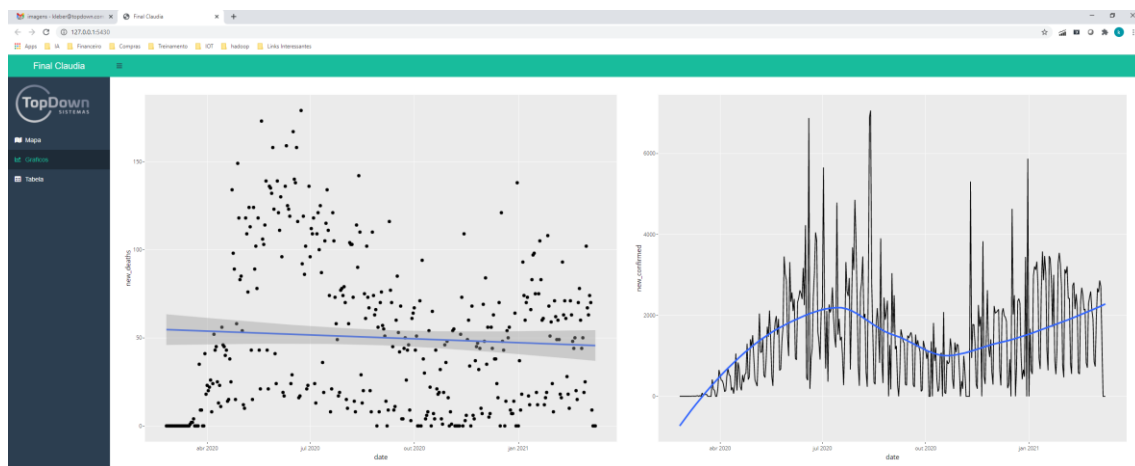 Imagens - kleber@topdown.com
Final Claudia
127.0.0.1:5430
Apps IA Financeiro Compras Treinamento IOT hadoop Links Interessantes
Final Claudia
TopDown
SISTEMAS
Mapa
Graficos
Tabela
new_deaths
150
100
50
0
abr 2020 jul 2020 out 2020 jan 2021
date
new_confirmed
6000
4000
2000
0
abr 2020 jul 2020 out 2020 jan 2021
date